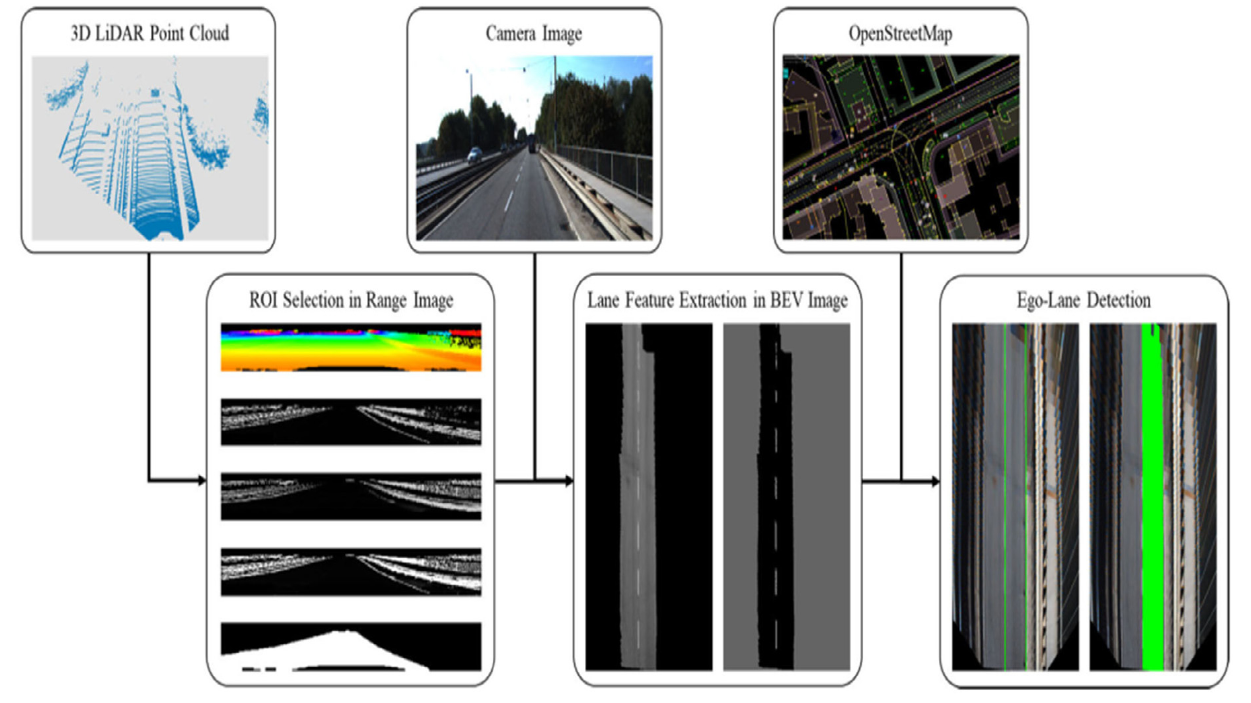 3D LiDAR Point Cloud
Camera Image
OpenStreetMap
ROI Selection in Range Image
Lane Feature Extraction in BEV Image
Ego-Lane Detection